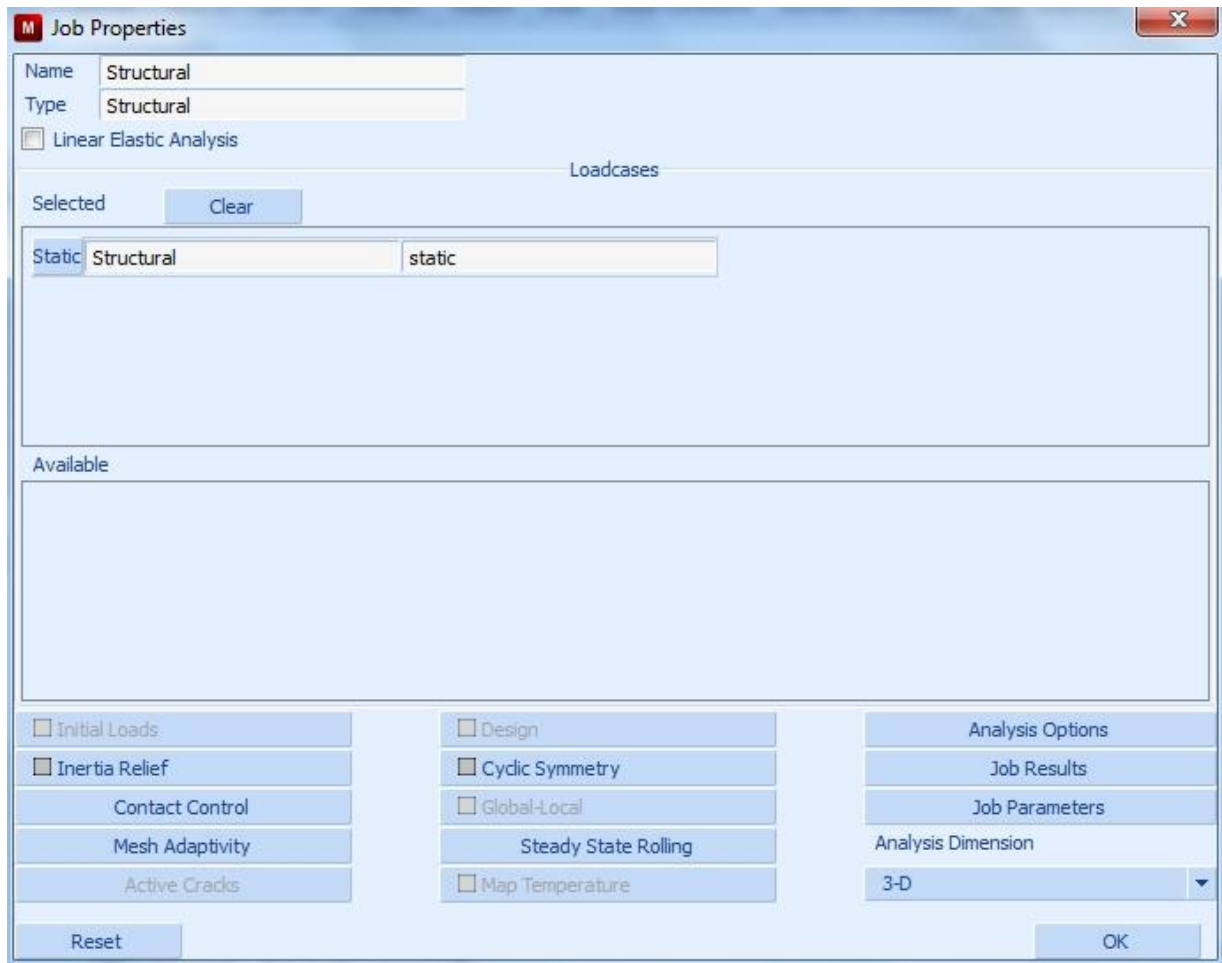 M Job Properties X
Name Structural
Type Structural
Linear Elastic Analysis
Loadcases
Selected Clear
Static Structural static
Available
Initial Loads Design Analysis Options
Inertia Relief Cyclic Symmetry Job Results
Contact Control Global-Local Job Parameters
Mesh Adaptivity Steady State Rolling Analysis Dimension
Active Cracks Map Temperature 3-D
Reset OK